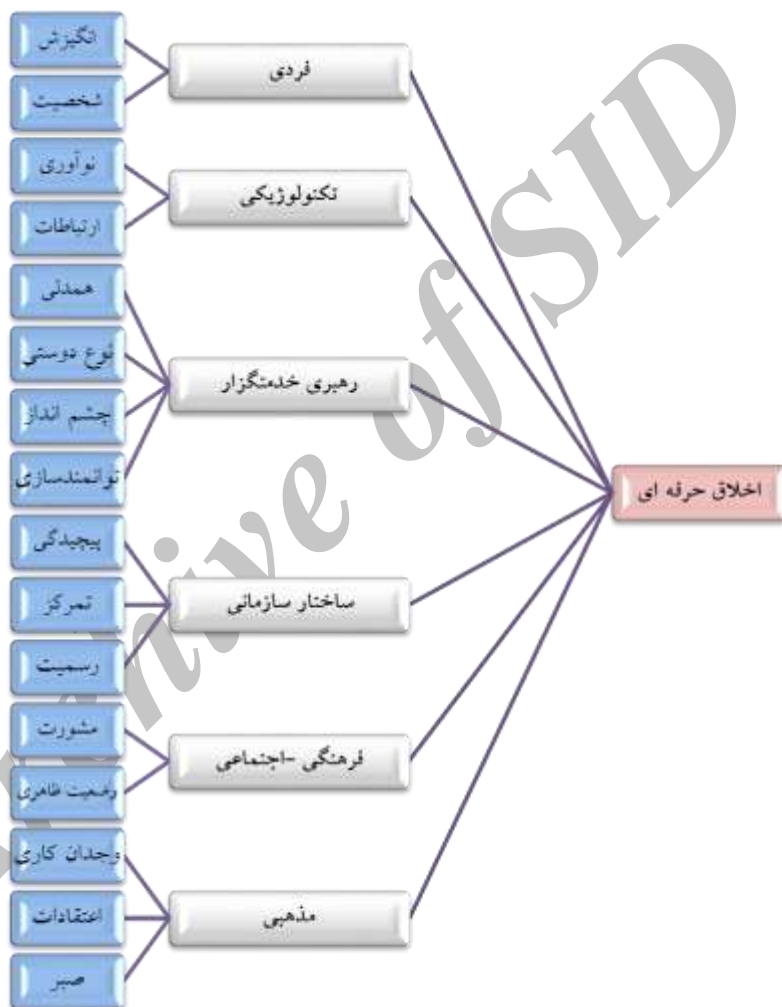 اخلاق حرفه ای
فردی
انگیزش
شخصیت
تکنولوژیکی
نوآوری
ارتباطات
رهبری خدمتگزار
همدلی
نوع دوستی
چشم انداز
توانمندسازی
ساختار سازمانی
پیچیدگی
تمرکز
رسمیت
فرهنگی -اجتماعی
مشورت
وضعیت ظاهری
مذهبی
وجدان کاری
اعتقادات
صبر
Archive of SID